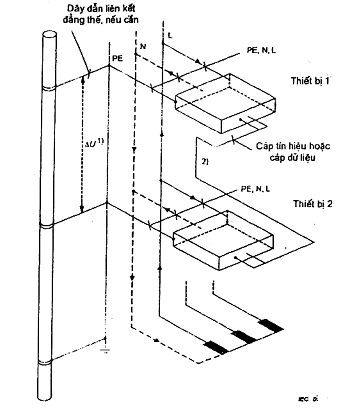 Dây dẫn liên kết
đẳng thế, nếu cần
PE
N
L
PE, N, L
Thiết bị 1
ΔU 1)
2)
Cáp tín hiệu hoặc
cáp dữ liệu
PE, N, L
Thiết bị 2
IEC